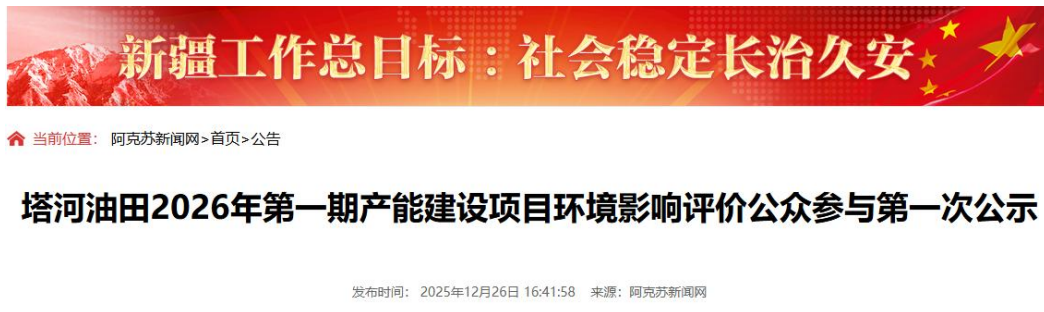 新疆工作总目标：社会稳定长治久安
当前位置： 阿克苏新闻网>首页>公告
塔河油田2026年第一期产能建设项目环境影响评价公众参与第一次公示
发布时间： 2025年12月26日 16:41:58 来源：阿克苏新闻网